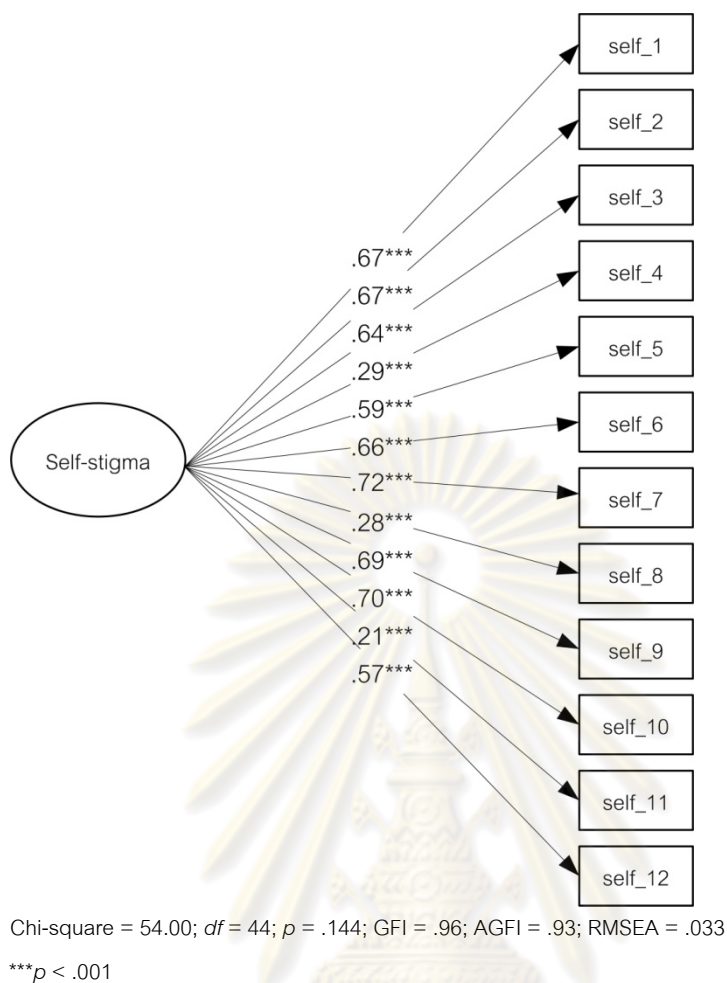 self_1
self_2
self_3
self_4
self_5
self_6
self_7
self_8
self_9
self_10
self_11
self_12
.67***
.67***
.64***
.29***
.59***
.66***
.72***
.28***
.69***
.70***
.21***
.57***
Self-stigma
Chi-square = 54.00; df = 44; p = .144; GFI = .96; AGFI = .93; RMSEA = .033
***p < .001